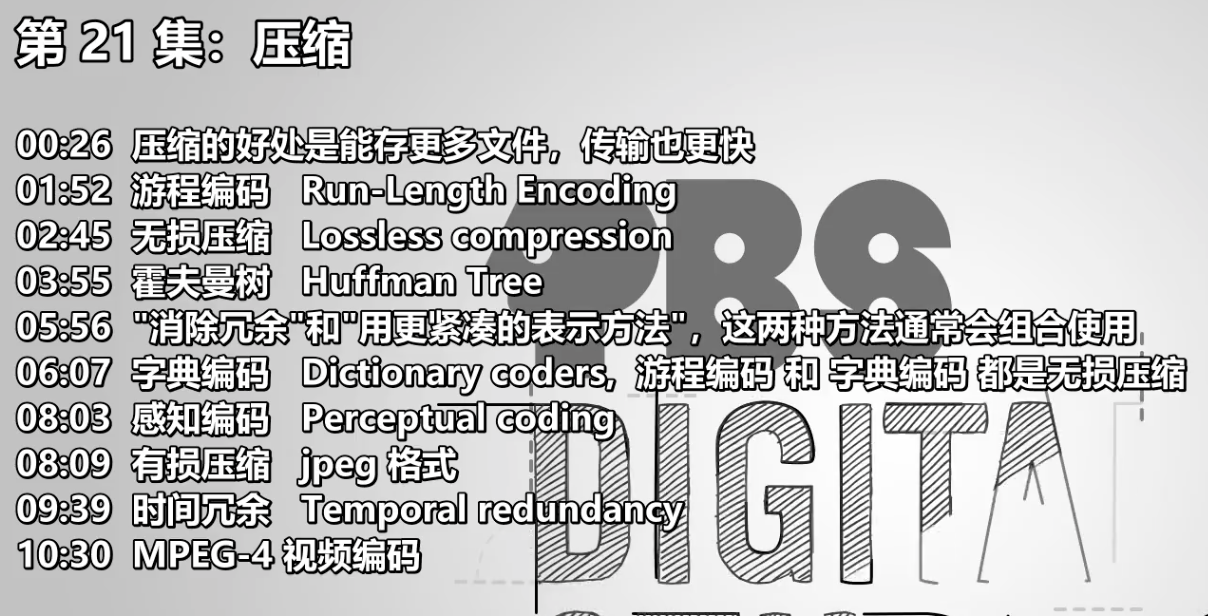 第 21 集：压缩
00:26 压缩的好处是能存更多文件，传输也更快
01:52 游程编码 Run-Length Encoding
02:45 无损压缩 Lossless compression
03:55 霍夫曼树 Huffman Tree
05:56 "消除冗余"和"用更紧凑的表示方法"，这两种方法通常会组合使用
06:07 字典编码 Dictionary coders, 游程编码 和 字典编码 都是无损压缩
08:03 感知编码 Perceptual coding
08:09 有损压缩 jpeg 格式
09:39 时间冗余 Temporal redundancy
10:30 MPEG-4 视频编码
PBS
DIGITA